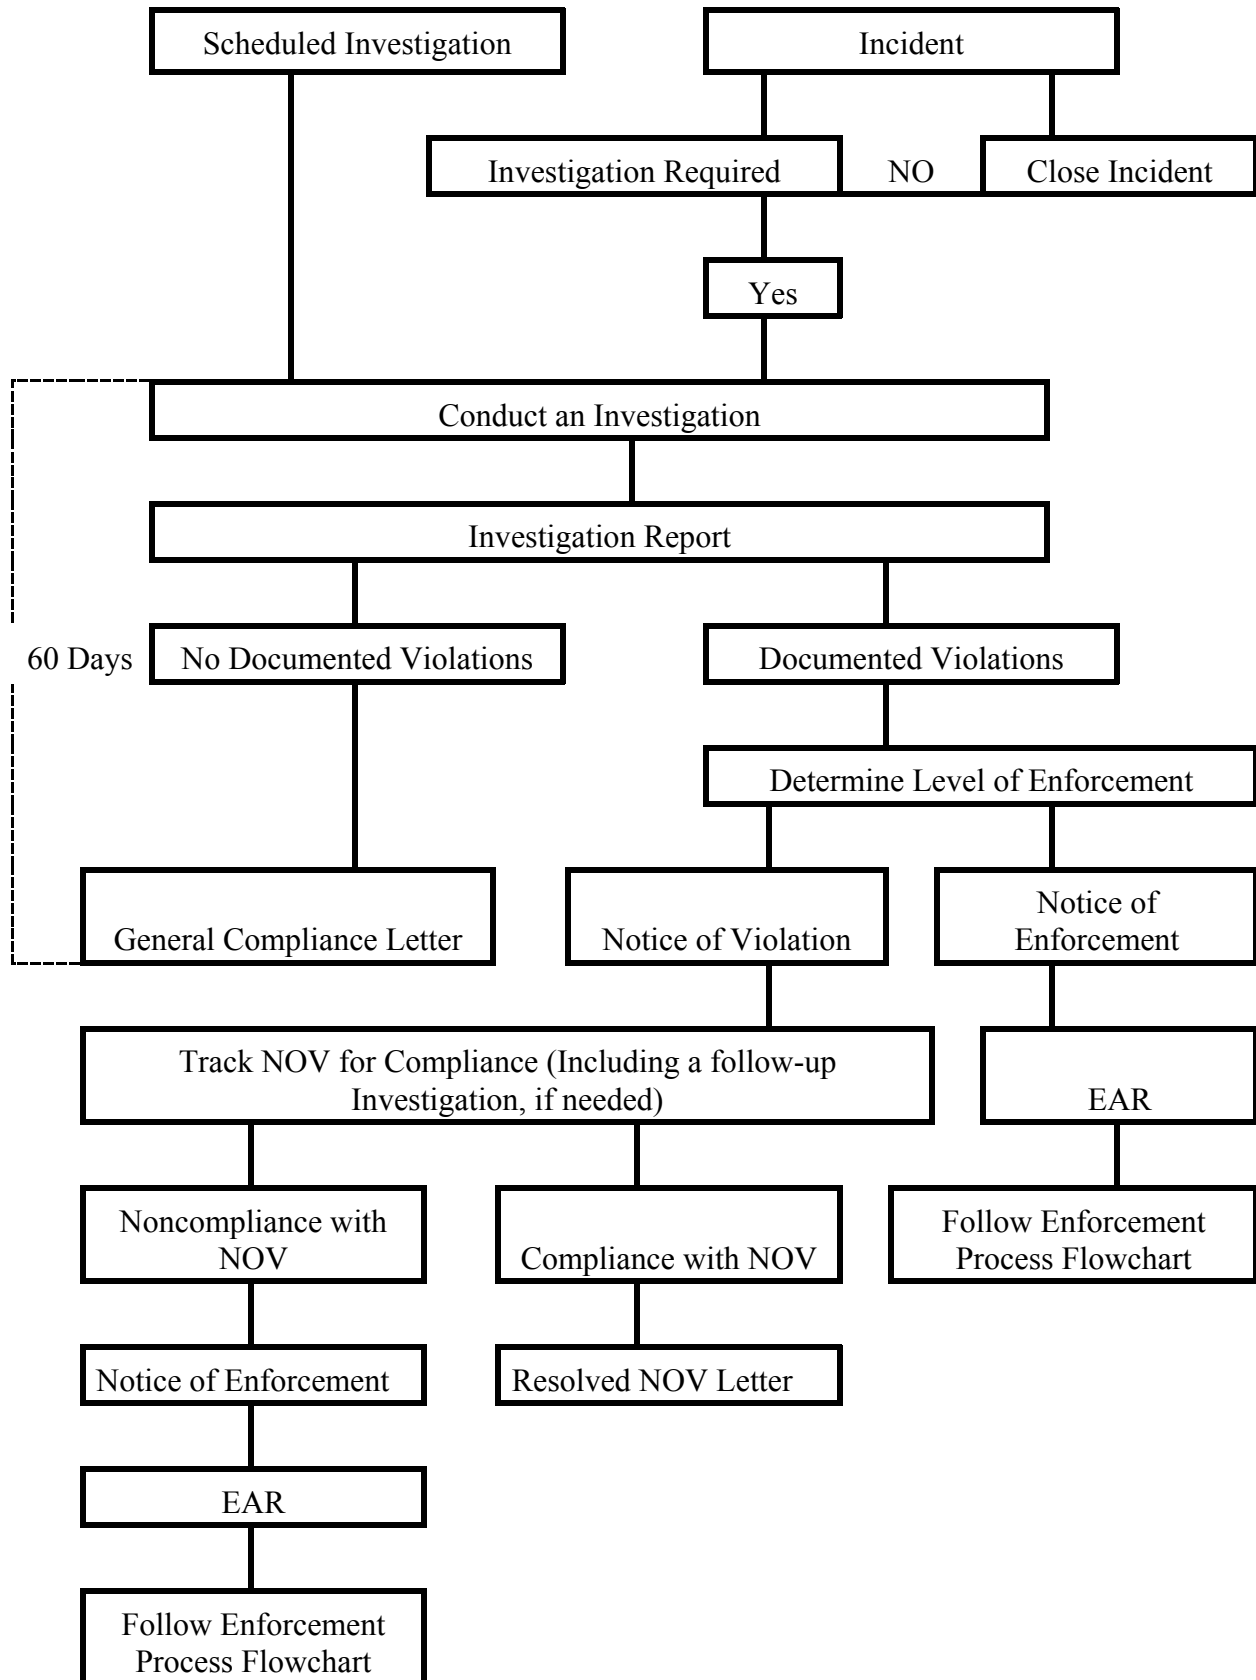 Scheduled Investigation
Incident
Investigation Required
NO
Close Incident
Yes
Conduct an Investigation
Investigation Report
60 Days
No Documented Violations
Documented Violations
Determine Level of Enforcement
General Compliance Letter
Notice of Violation
Notice of
Enforcement
Track NOV for Compliance (Including a follow-up
Investigation, if needed)
EAR
Noncompliance with
NOV
Compliance with NOV
Follow Enforcement
Process Flowchart
Notice of Enforcement
Resolved NOV Letter
EAR
Follow Enforcement
Process Flowchart